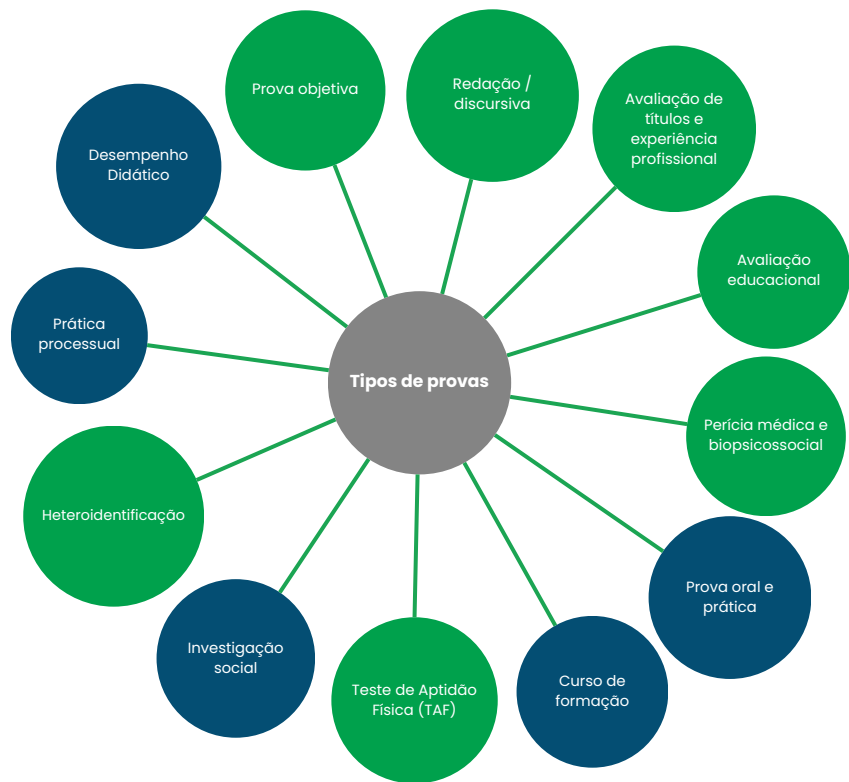 Prova objetiva
Redação /
discursiva
Avaliação de
títulos e
experiência
profissional
Desempenho
Didático
Avaliação
educacional
Prática
processual
Tipos de provas
Perícia médica e
biopsicossocial
Heteroidentificação
Prova oral e
prática
Investigação
social
Teste de Aptidão
Física (TAF)
Curso de
formação